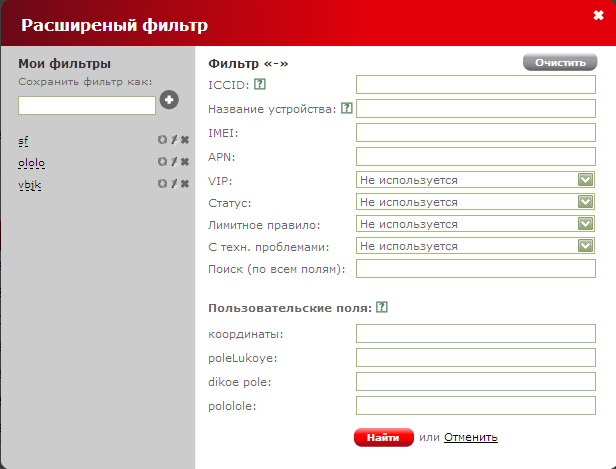 Расширеный фильтр
Мои фильтры
Сохранить фильтр как:
sf
ololo
vbjk
Фильтр «-»
Очистить
ICCID: ?
Название устройства: ?
IMEI:
APN:
VIP: Не используется
Статус: Не используется
Лимитное правило: Не используется
С техн. проблемами: Не используется
Поиск (по всем полям):
Пользовательские поля: ?
координаты:
poleLukoye:
dikoe pole:
pololole:
Найти или Отменить